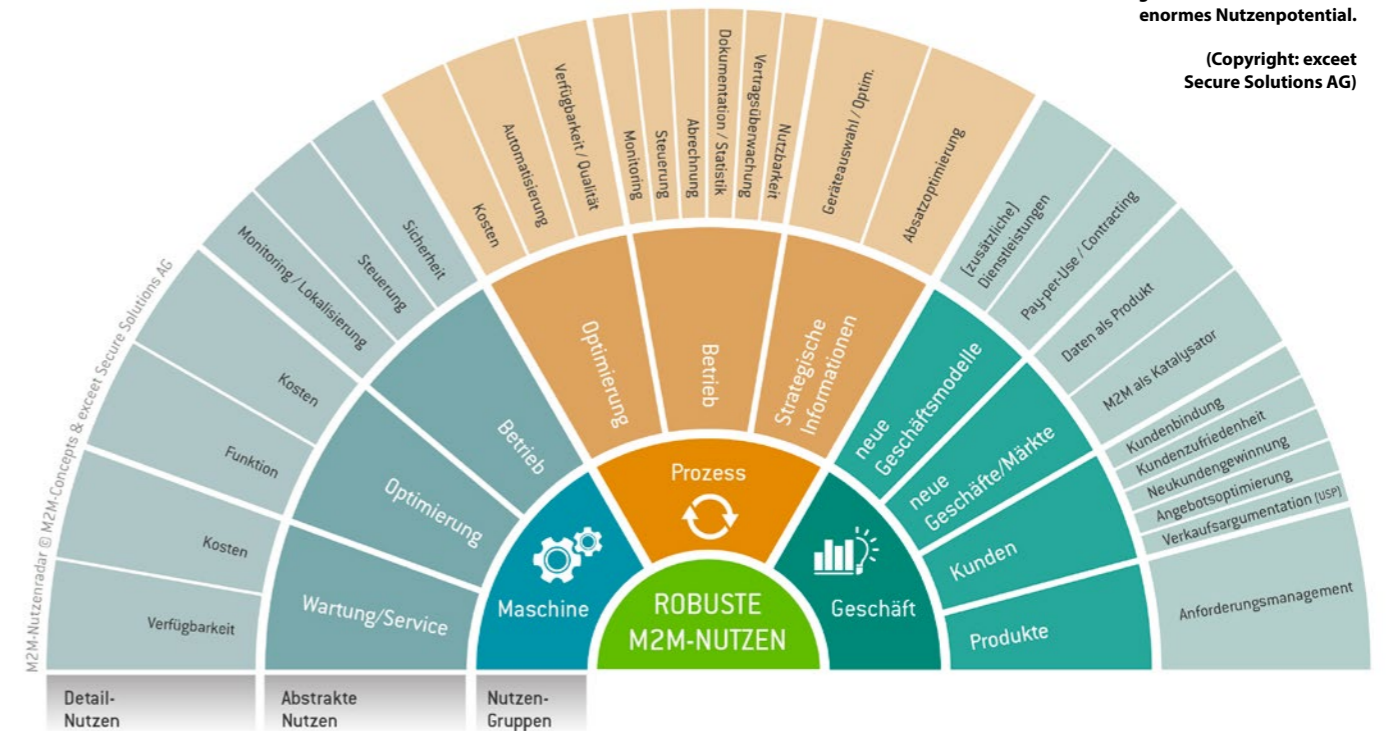 enormes Nutzenpotential.
(Copyright: exceet
Secure Solutions AG)
M2M-Nutzenradar © M2M-Concepts & exceet Secure Solutions AG
Verfügbarkeit
Kosten
Funktion
Kosten
Monitoring / Lokalisierung
Steuerung
Sicherheit
Kosten
Automatisierung
Verfügbarkeit / Qualität
Monitoring
Steuerung
Abrechnung
Dokumentation / Statistik
Vertragsüberwachung
Nutzbarkeit
Geräteauswahl / Optim.
Absatzoptimierung
(zusätzliche)
Dienstleistungen
Pay-per-Use / Contracting
Daten als Produkt
M2M als Katalysator
Kundenbindung
Kundenzufriedenheit
Neukundengewinnung
Angebotsoptimierung
Verkaufsargumentation (USP)
Anforderungsmanagement
Wartung/Service
Optimierung
Betrieb
Optimierung
Betrieb
Strategische
Informationen
neue
Geschäftsmodelle
neue
Geschäfte/Märkte
Kunden
Produkte
Maschine
Prozess
Geschäft
ROBUSTE
M2M-NUTZEN
Detail-
Nutzen
Abstrakte
Nutzen
Nutzen-
Gruppen